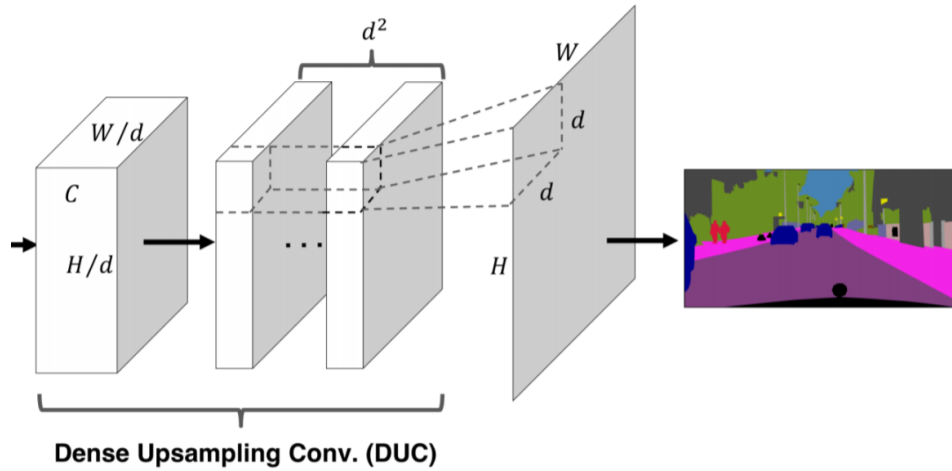 d²
W
W/d
d
C
d
. . .
H/d
H
Dense Upsampling Conv. (DUC)